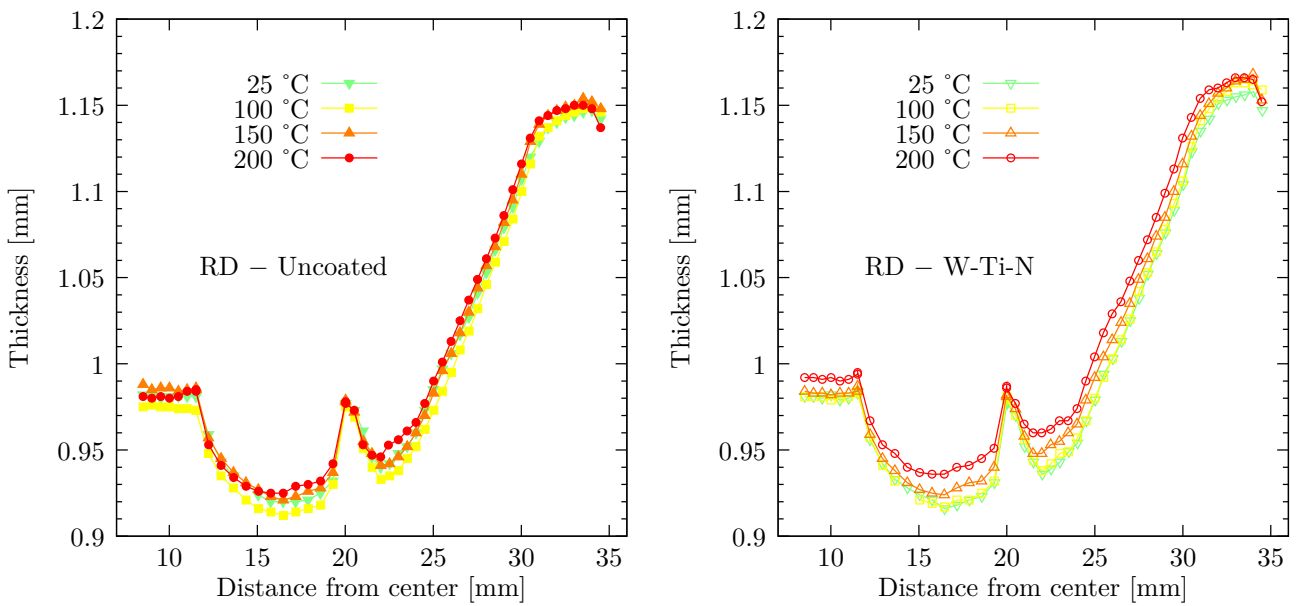 1.2
1.15
1.1
1.05
1
0.95
0.9
Thickness [mm]
25 °C
100 °C
150 °C
200 °C
RD − Uncoated
10 15 20 25 30 35
Distance from center [mm]
1.2
1.15
1.1
1.05
1
0.95
0.9
Thickness [mm]
25 °C
100 °C
150 °C
200 °C
RD − W-Ti-N
10 15 20 25 30 35
Distance from center [mm]